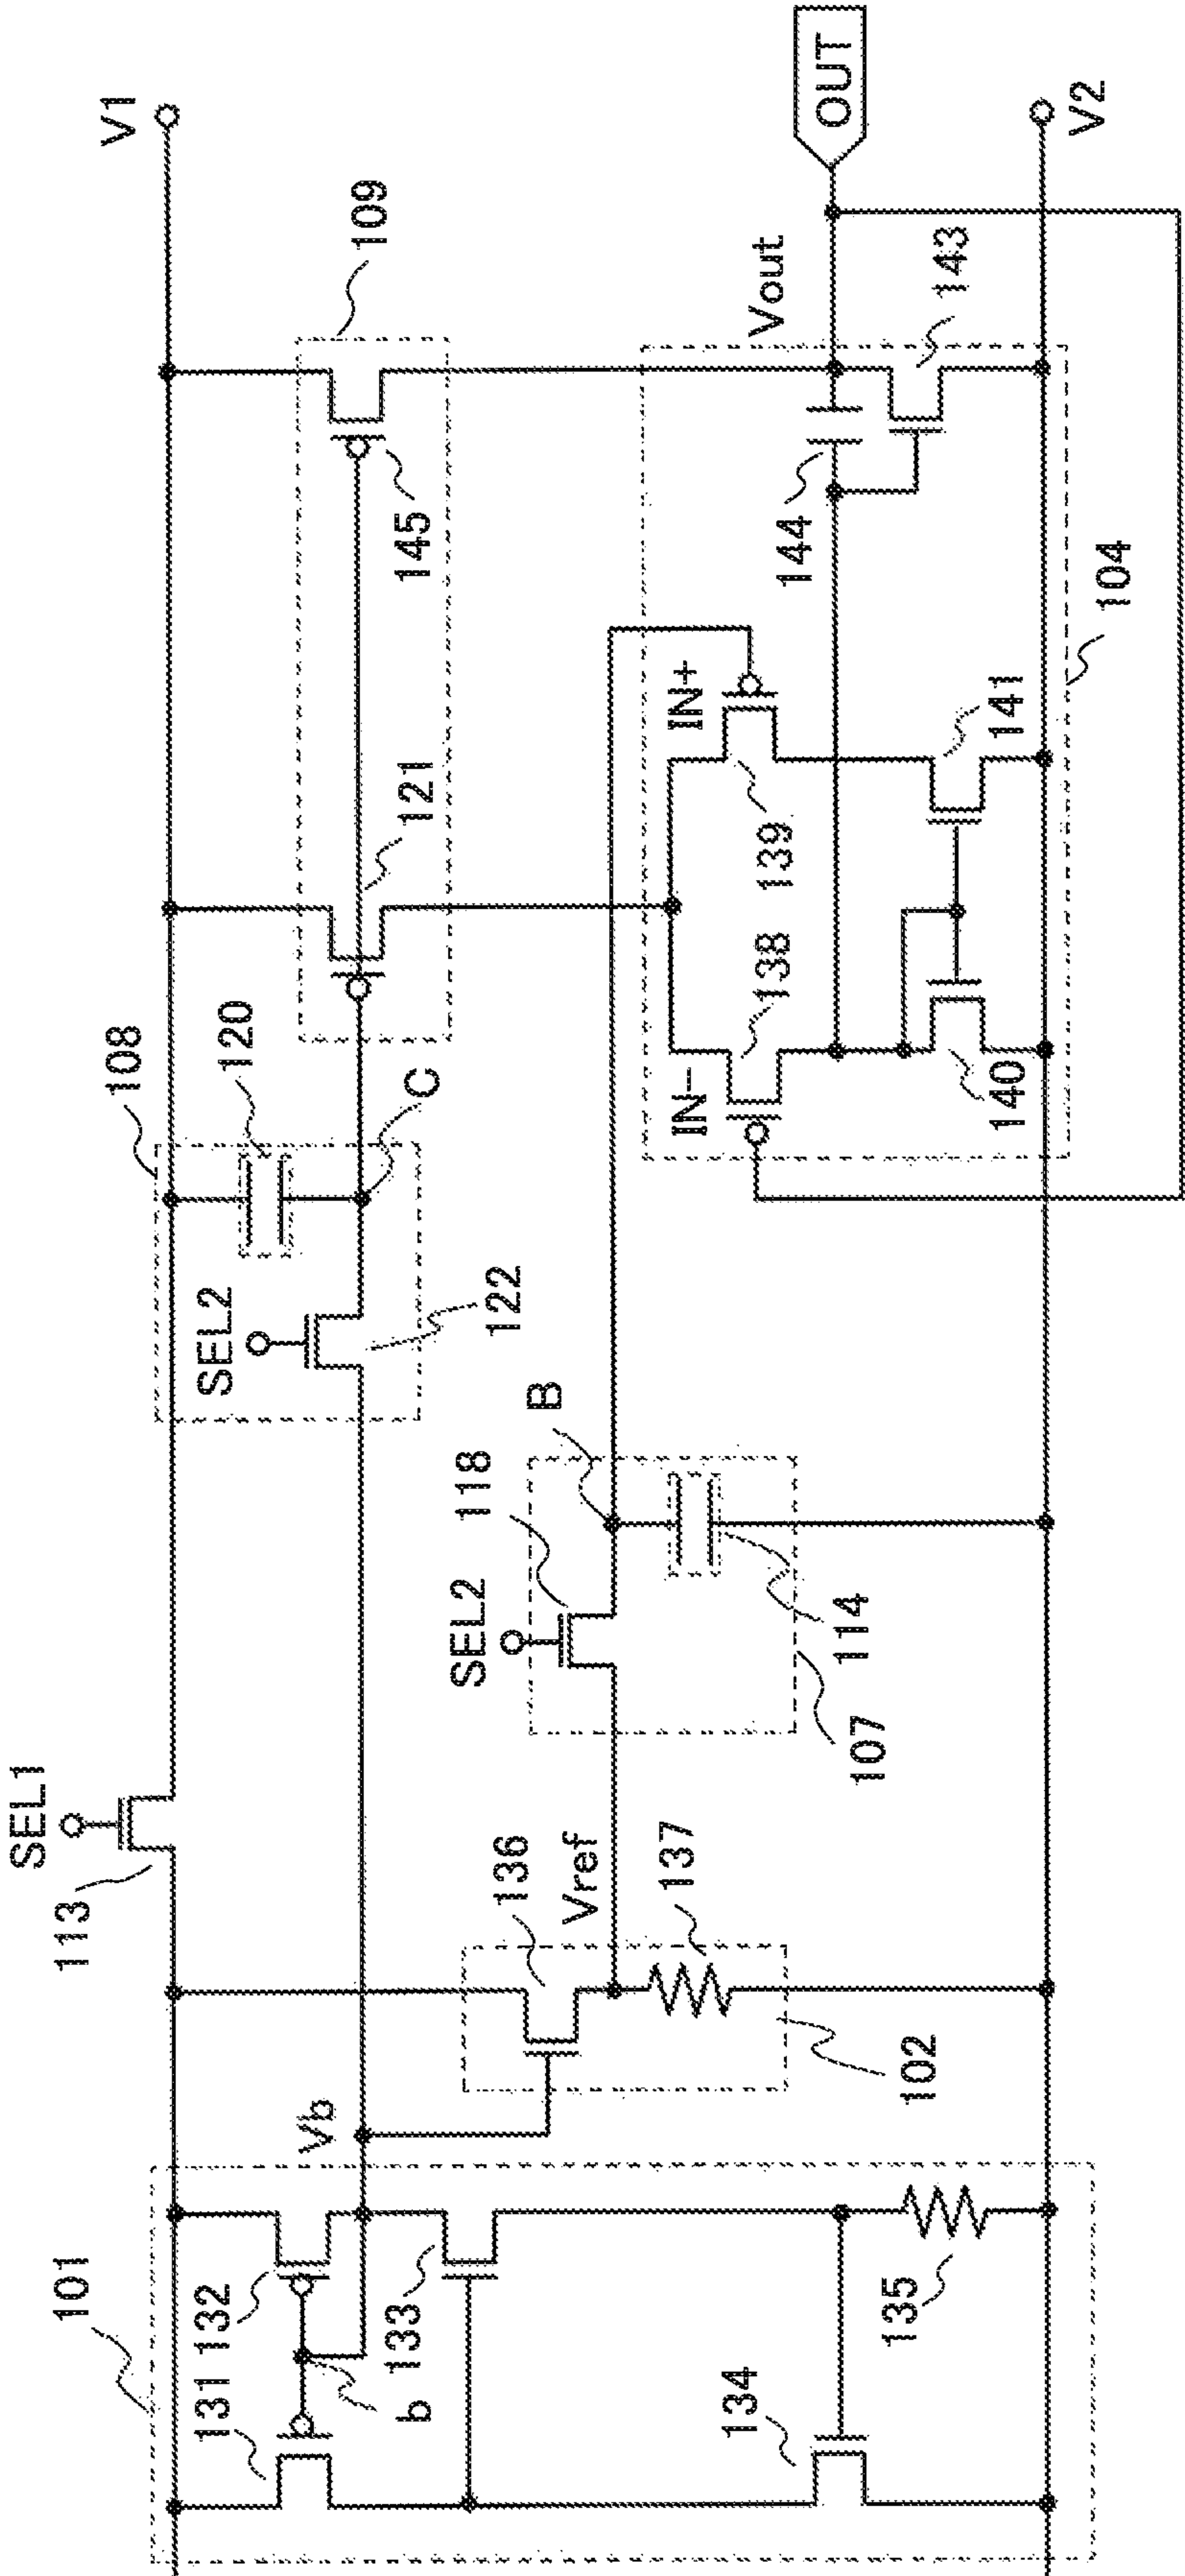 V1
109
OUT
V2
Vout
143
145
144
104
IN+
121
141
139
138
108
120
C
IN-
140
SEL2
122
B
118
SEL2
114
107
SEL1
113
136
Vref
137
102
Vb
101
132
133
135
131
b
134